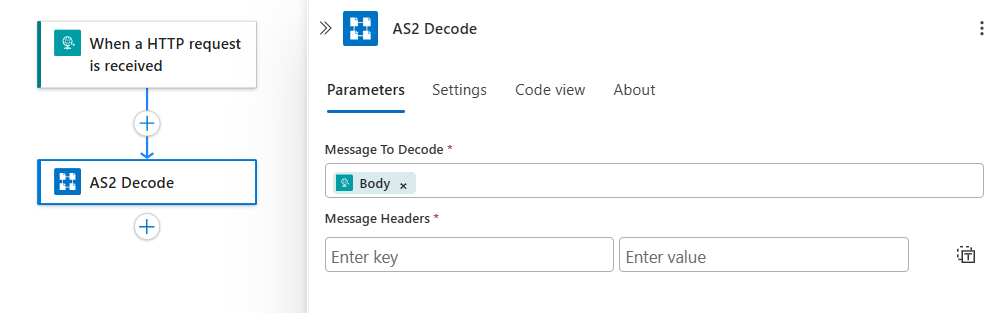 When a HTTP request
is received
AS2 Decode
AS2 Decode
Parameters Settings Code view About
Message To Decode *
Body ×
Message Headers *
Enter key Enter value